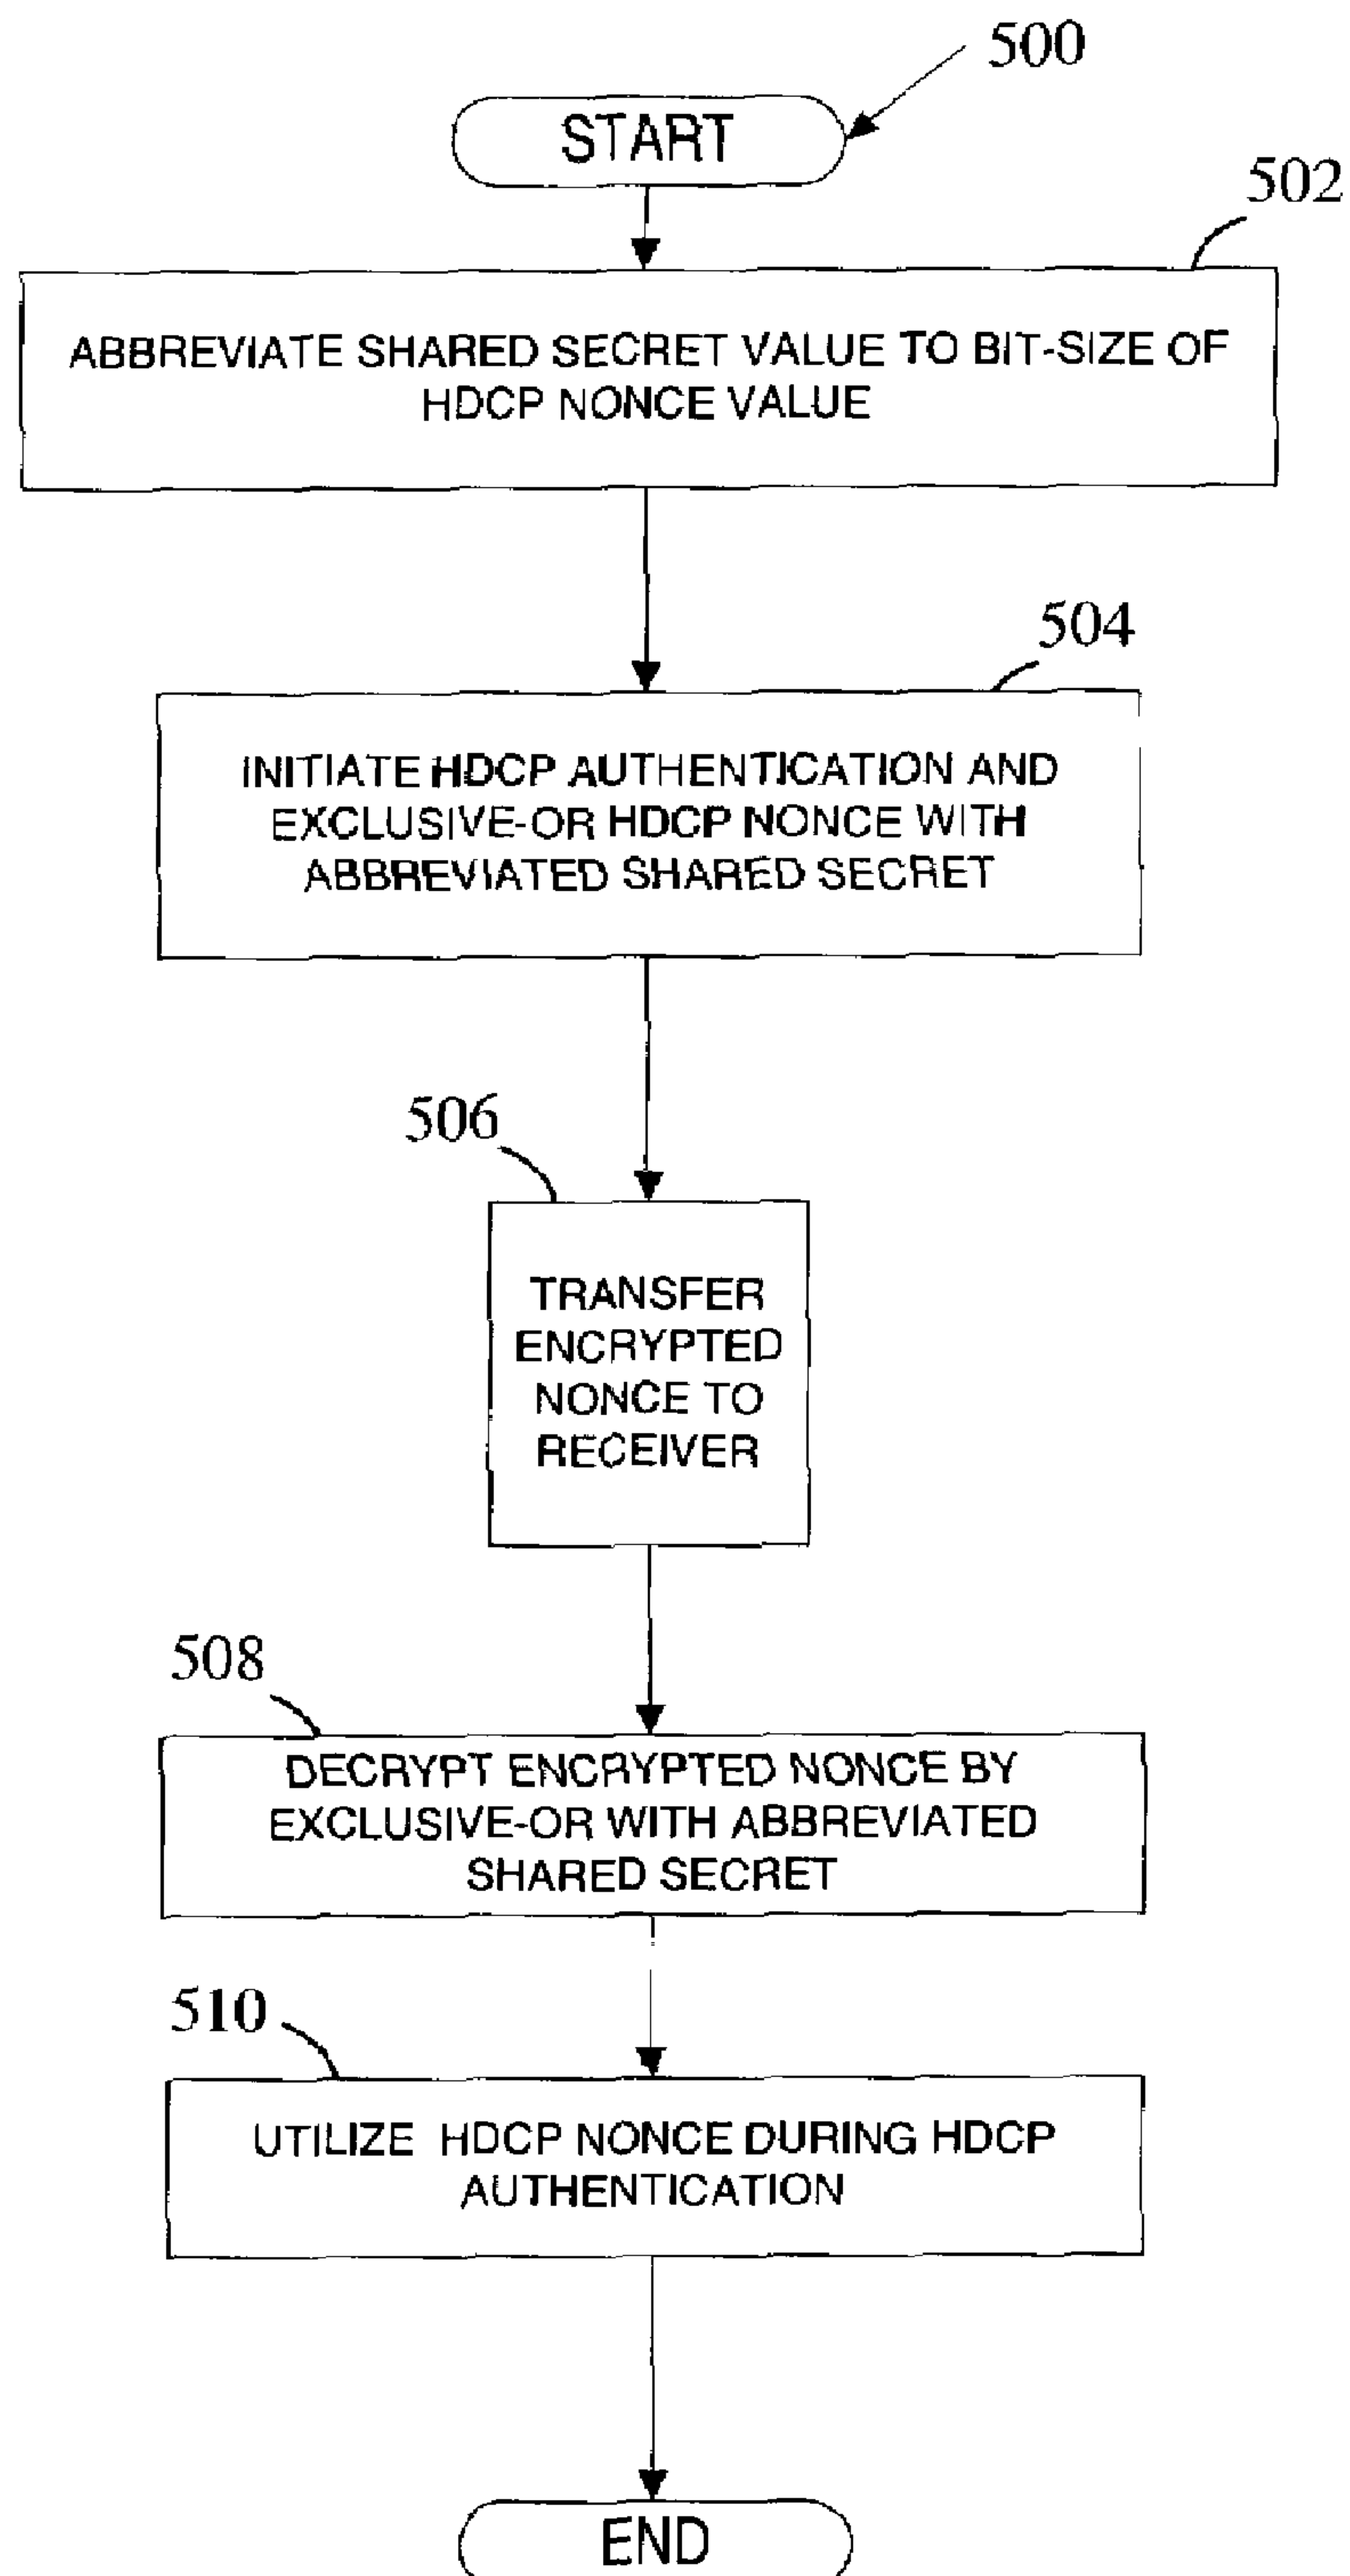 500
START
502
ABBREVIATE SHARED SECRET VALUE TO BIT-SIZE OF
HDCP NONCE VALUE
504
INITIATE HDCP AUTHENTICATION AND
EXCLUSIVE-OR HDCP NONCE WITH
ABBREVIATED SHARED SECRET
506
TRANSFER
ENCRYPTED
NONCE TO
RECEIVER
508
DECRYPT ENCRYPTED NONCE BY
EXCLUSIVE-OR WITH ABBREVIATED
SHARED SECRET
510
UTILIZE HDCP NONCE DURING HDCP
AUTHENTICATION
END